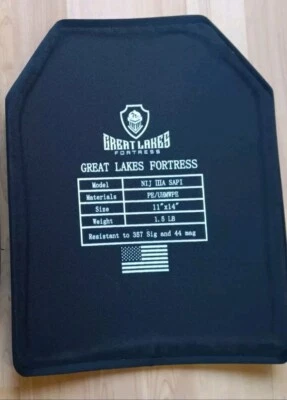 GREAT LAKES
FORTRESS
GREAT LAKES FORTRESS
Model NIJ IIIA SAPI
Materials PE/UHMWPE
Size 11"x14"
Weight 1.5 LB
Resistant to 357 Sig and 44 mag